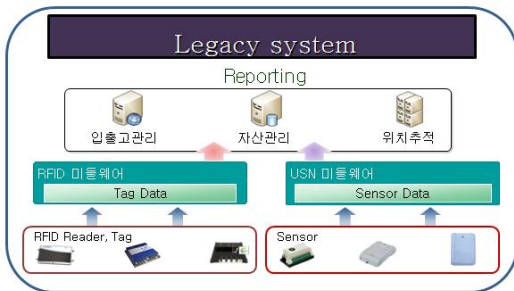 Legacy system
Reporting
입출고관리
자산관리
위치추적
RFID 미들웨어
Tag Data
USN 미들웨어
Sensor Data
RFID Reader, Tag
Sensor